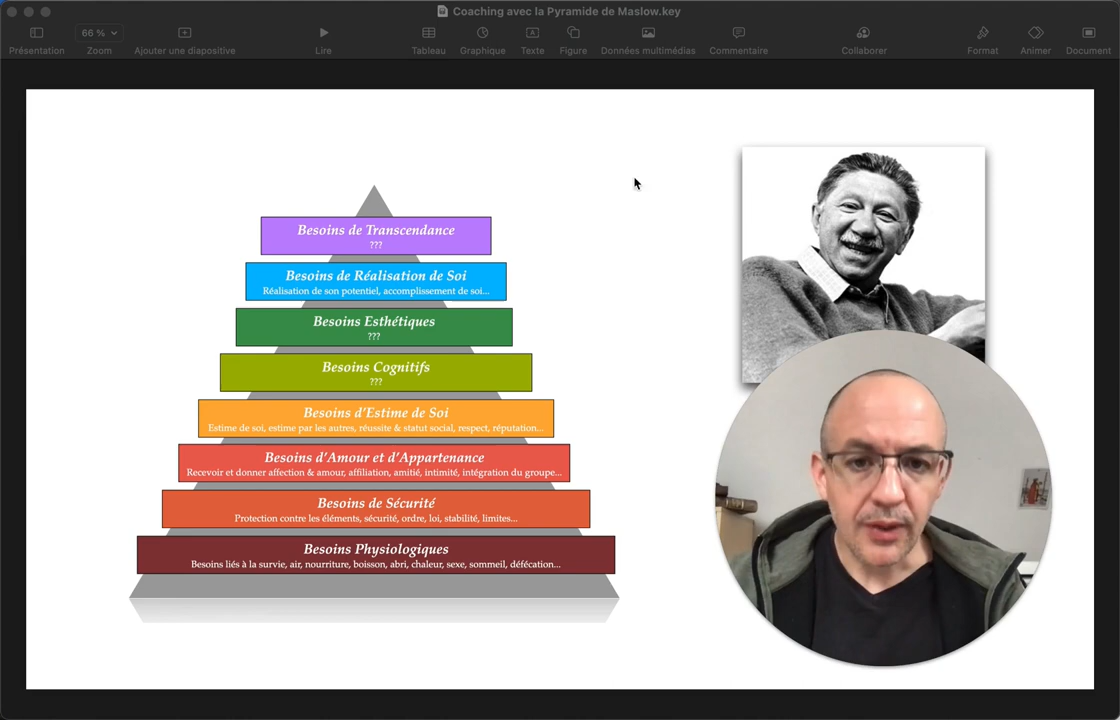 Coaching avec la Pyramide de Maslow.key
Présentation
66 %
Zoom
Ajouter une diapositive
Lire
Tableau
Graphique
Texte
Figure
Données multimédias
Commentaire
Collaborer
Format
Animer
Document
Besoins de Transcendance
???
Besoins de Réalisation de Soi
Réalisation de son potentiel, accomplissement de soi...
Besoins Esthétiques
???
Besoins Cognitifs
???
Besoins d'Estime de Soi
Estime de soi, estime par les autres, réussite & statut social, respect, réputation...
Besoins d'Amour et d'Appartenance
Recevoir et donner affection & amour, affiliation, amitié, intimité, intégration du groupe...
Besoins de Sécurité
Protection contre les éléments, sécurité, ordre, loi, stabilité, limites...
Besoins Physiologiques
Besoins liés à la survie, air, nourriture, boisson, abri, chaleur, sexe, sommeil, défécation...